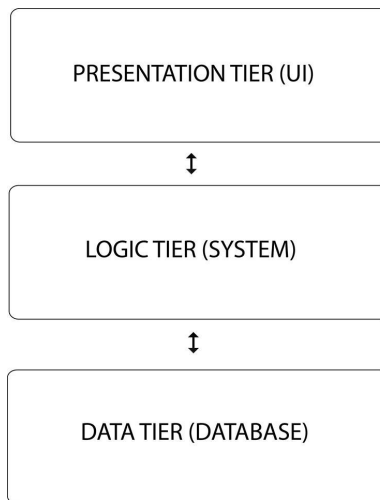 PRESENTATION TIER (UI)
LOGIC TIER (SYSTEM)
DATA TIER (DATABASE)